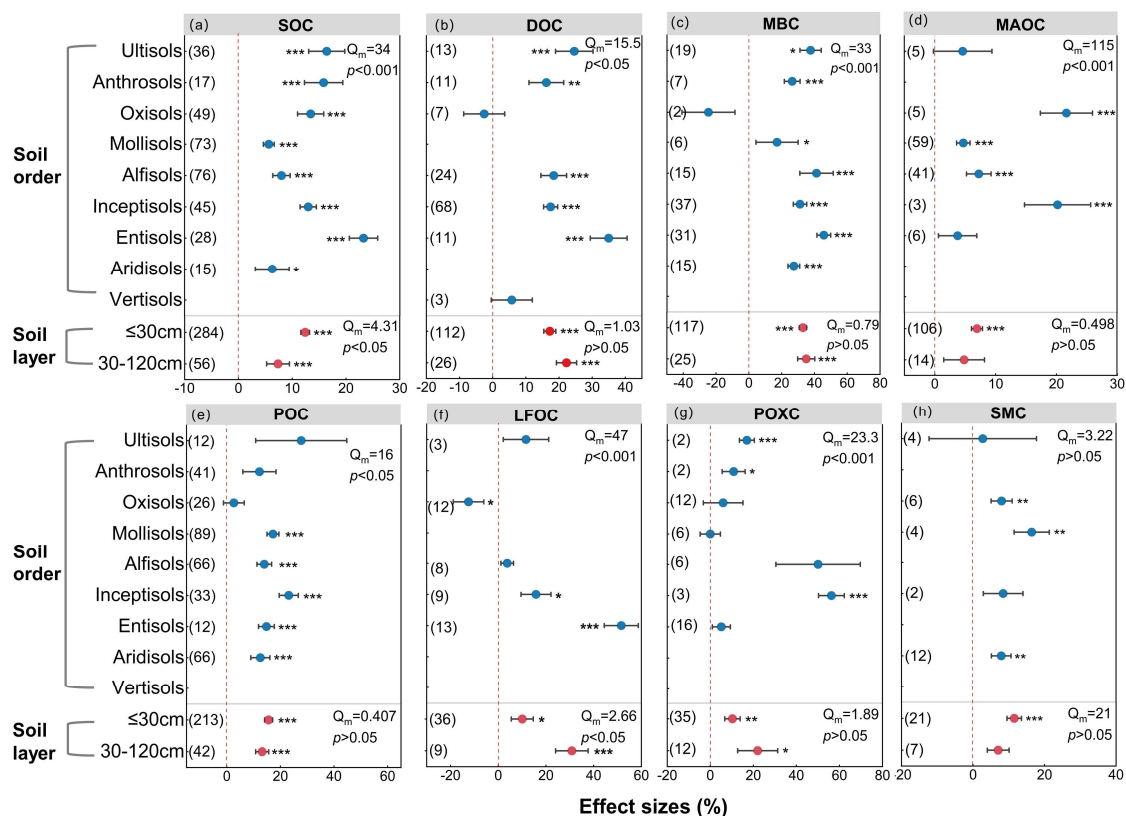 (a) SOC (b) DOC (c) MBC (d) MAOC
Ultisols (36) *** Qm=34 (13) *** Qm=15.5 (19) * Qm=33 (5) Qm=115
p<0.001 p<0.05 p<0.001 p<0.001
Anthrosols (17) *** (11) ** (7) ***
Oxisols (49) *** (7) (2) (5) ***
Mollisols (73) *** (6) * (59) ***
Soil order
Alfisols (76) *** (24) *** (15) *** (41) ***
Inceptisols (45) *** (68) *** (37) *** (3) ***
Entisols (28) *** (11) *** (31) *** (6)
Aridisols (15) * (15) ***
Vertisols (3)
Soil layer
≤30cm (284) *** Qm=4.31 (112) *** Qm=1.03 (117) *** Qm=0.79 (106) *** Qm=0.498
p<0.05 p>0.05 p>0.05 p>0.05
30-120cm (56) *** (26) *** (25) *** (14)
-10 0 10 20 30 -20 0 20 40 -40 -20 0 20 40 60 80 0 10 20 30
(e) POC (f) LFOC (g) POXC (h) SMC
Ultisols (12) Qm=16 (3) Qm=47 (2) *** Qm=23.3 (4) Qm=3.22
p<0.05 p<0.001 p<0.001 p>0.05
Anthrosols (41) (2) *
Oxisols (26) (12) * (12) (6) **
Mollisols (89) *** (6) (4) **
Soil order
Alfisols (66) *** (8) (6)
Inceptisols (33) *** (9) * (3) *** (2)
Entisols (12) *** (13) *** (16)
Aridisols (66) *** (12) **
Vertisols
Soil layer
≤30cm (213) *** Qm=0.407 (36) * Qm=2.66 (35) ** Qm=1.89 (21) *** Qm=21
p>0.05 p<0.05 p>0.05 p>0.05
30-120cm (42) *** (9) *** (12) * (7)
0 20 40 60 -20 0 20 40 60 -20 0 20 40 60 80 -20 0 20 40
Effect sizes (%)